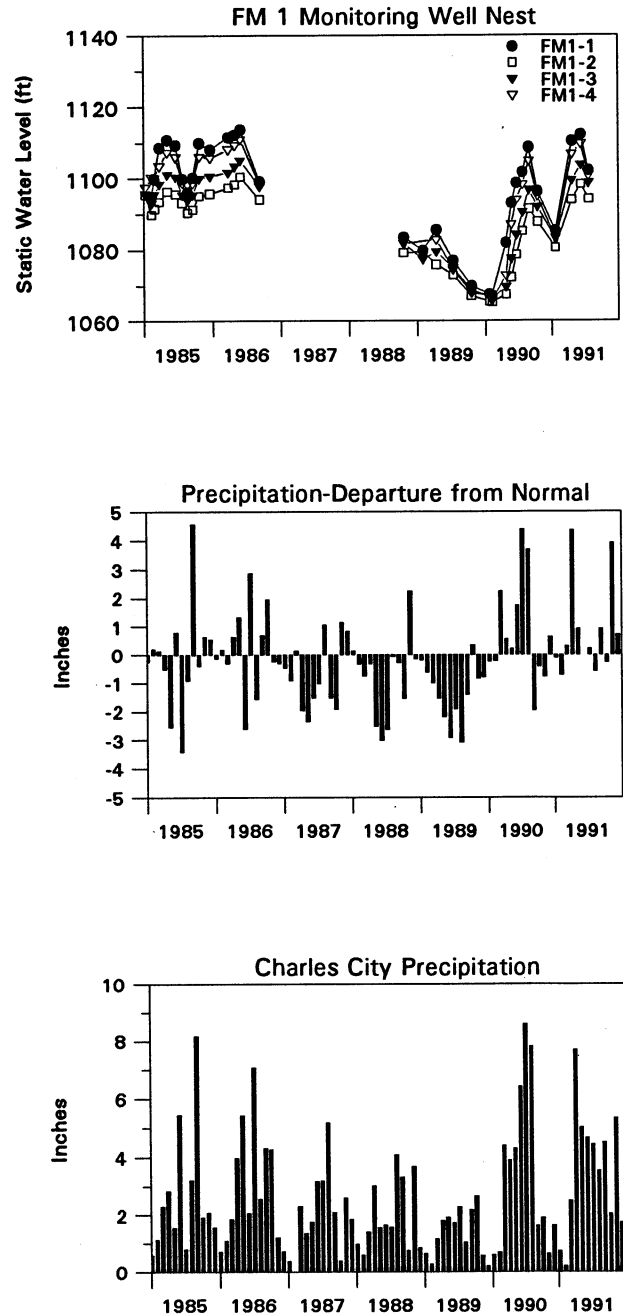 FM 1 Monitoring Well Nest
Static Water Level (ft)
1140
1120
1100
1080
1060
FM1-1
FM1-2
FM1-3
FM1-4
1985 1986 1987 1988 1989 1990 1991
Precipitation-Departure from Normal
Inches
5
4
3
2
1
0
-1
-2
-3
-4
-5
1985 1986 1987 1988 1989 1990 1991
Charles City Precipitation
Inches
10
8
6
4
2
0
1985 1986 1987 1988 1989 1990 1991